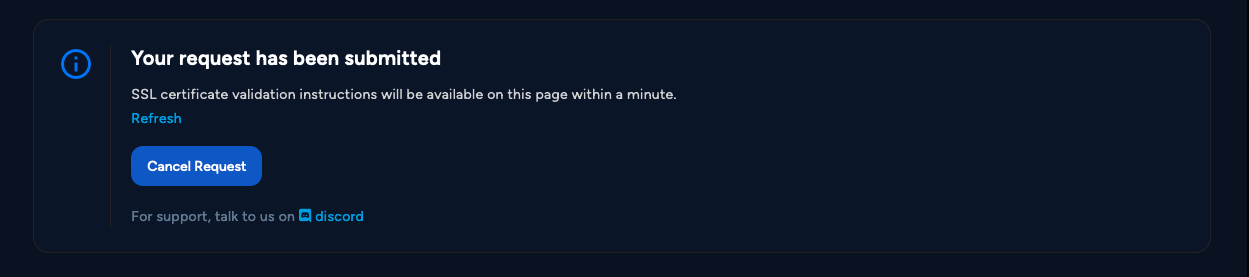 Your request has been submitted
SSL certificate validation instructions will be available on this page within a minute.
Refresh
Cancel Request
For support, talk to us on discord